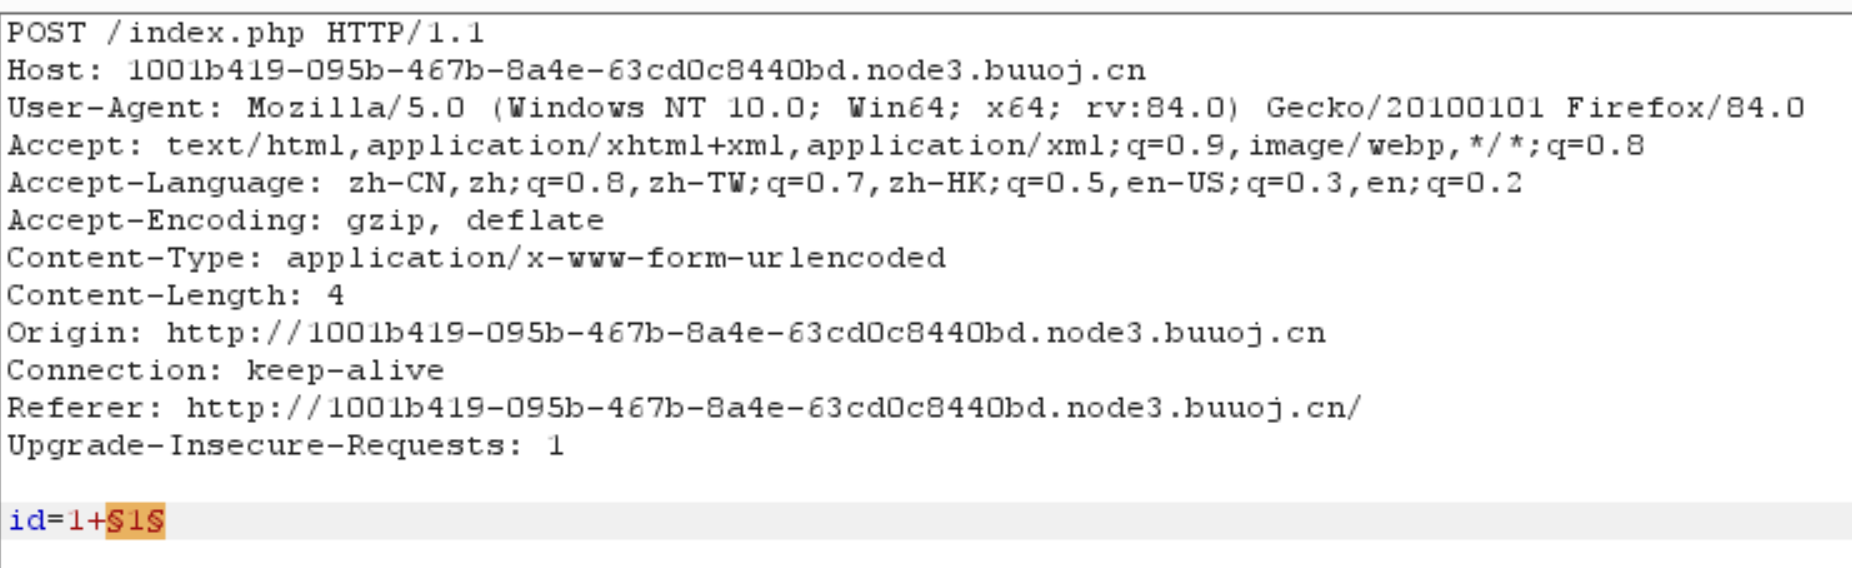 POST /index.php HTTP/1.1
Host: 1001b419-095b-467b-8a4e-63cd0c8440bd.node3.buuoj.cn
User-Agent: Mozilla/5.0 (Windows NT 10.0; Win64; x64; rv:84.0) Gecko/20100101 Firefox/84.0
Accept: text/html,application/xhtml+xml,application/xml;q=0.9,image/webp,*/*;q=0.8
Accept-Language: zh-CN,zh;q=0.8,zh-TW;q=0.7,zh-HK;q=0.5,en-US;q=0.3,en;q=0.2
Accept-Encoding: gzip, deflate
Content-Type: application/x-www-form-urlencoded
Content-Length: 4
Origin: http://1001b419-095b-467b-8a4e-63cd0c8440bd.node3.buuoj.cn
Connection: keep-alive
Referer: http://1001b419-095b-467b-8a4e-63cd0c8440bd.node3.buuoj.cn/
Upgrade-Insecure-Requests: 1
id=1+§1§